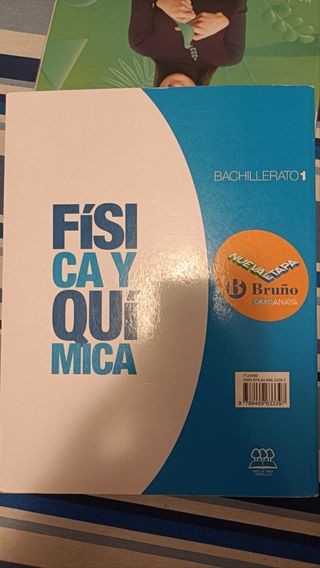 BACHILLERATO1
FÍSI
CA Y
QUÍ
MICA
NUEVA ETAPA
B Bruño
GRUPO ANAYA